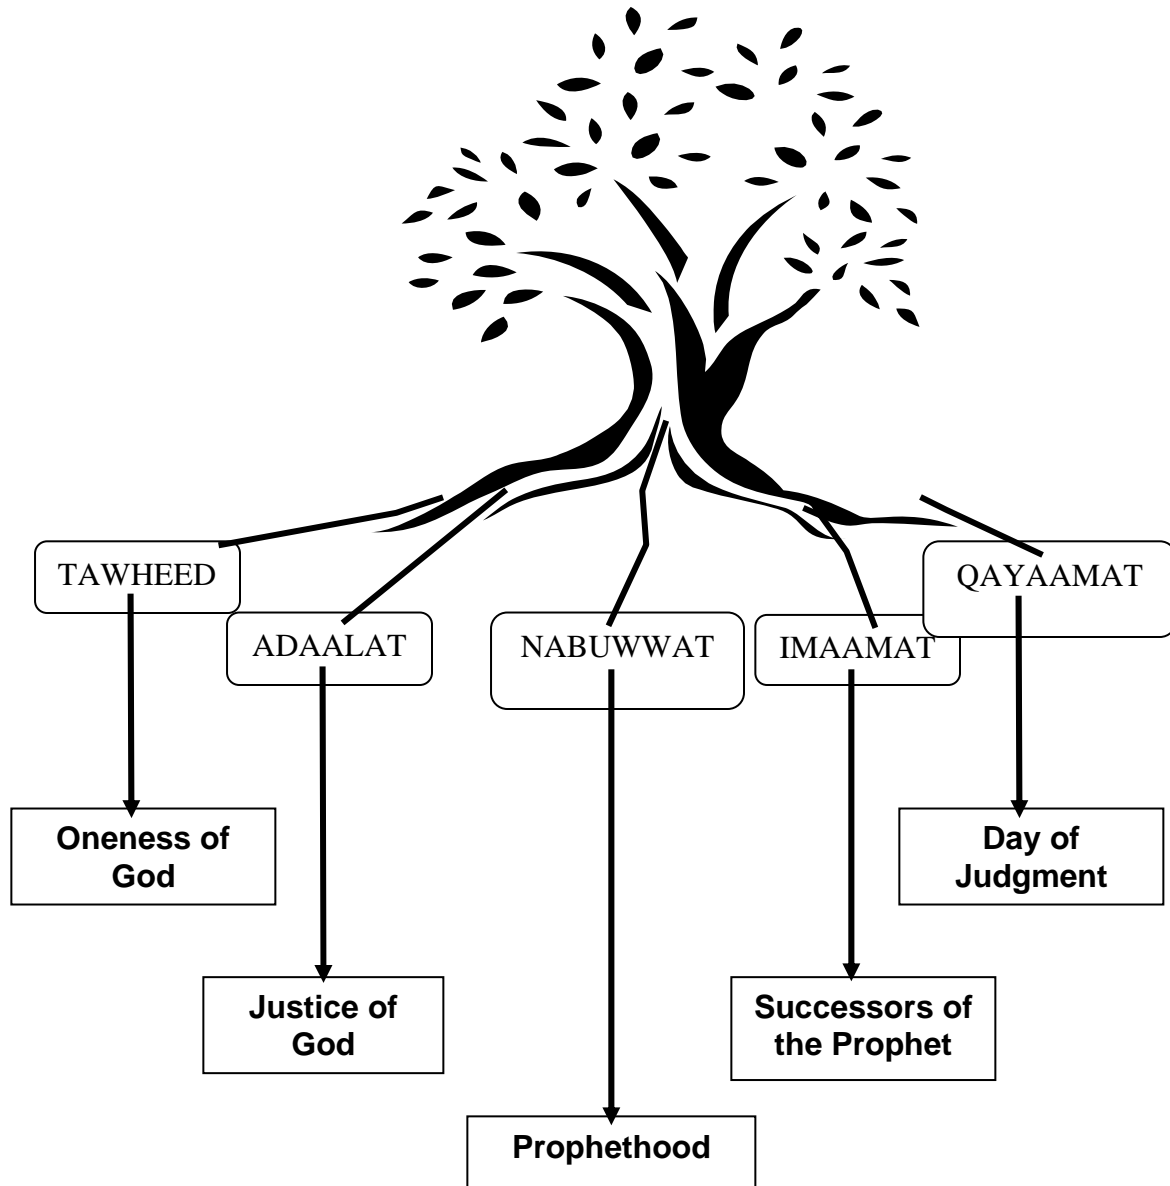 TAWHEED
ADAALAT
NABUWWAT
IMAAMAT
QAYAAMAT
Oneness of
God
Day of
Judgment
Justice of
God
Successors of
the Prophet
Prophethood